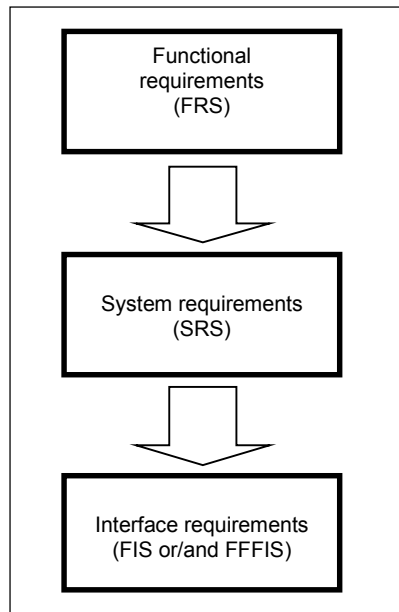 Functional
requirements
(FRS)
System requirements
(SRS)
Interface requirements
(FIS or/and FFFIS)